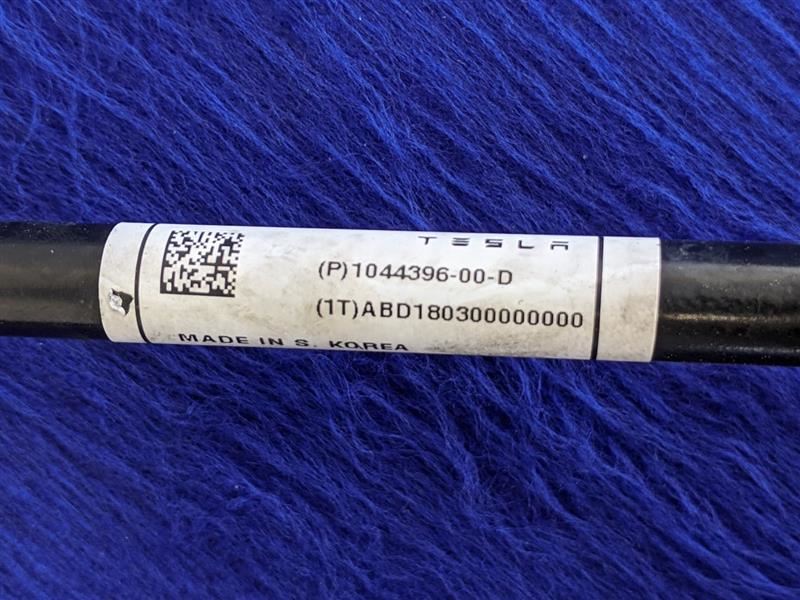 TESLA
(P)1044396-00-D
(1T)ABD180300000000
MADE IN S. KOREA